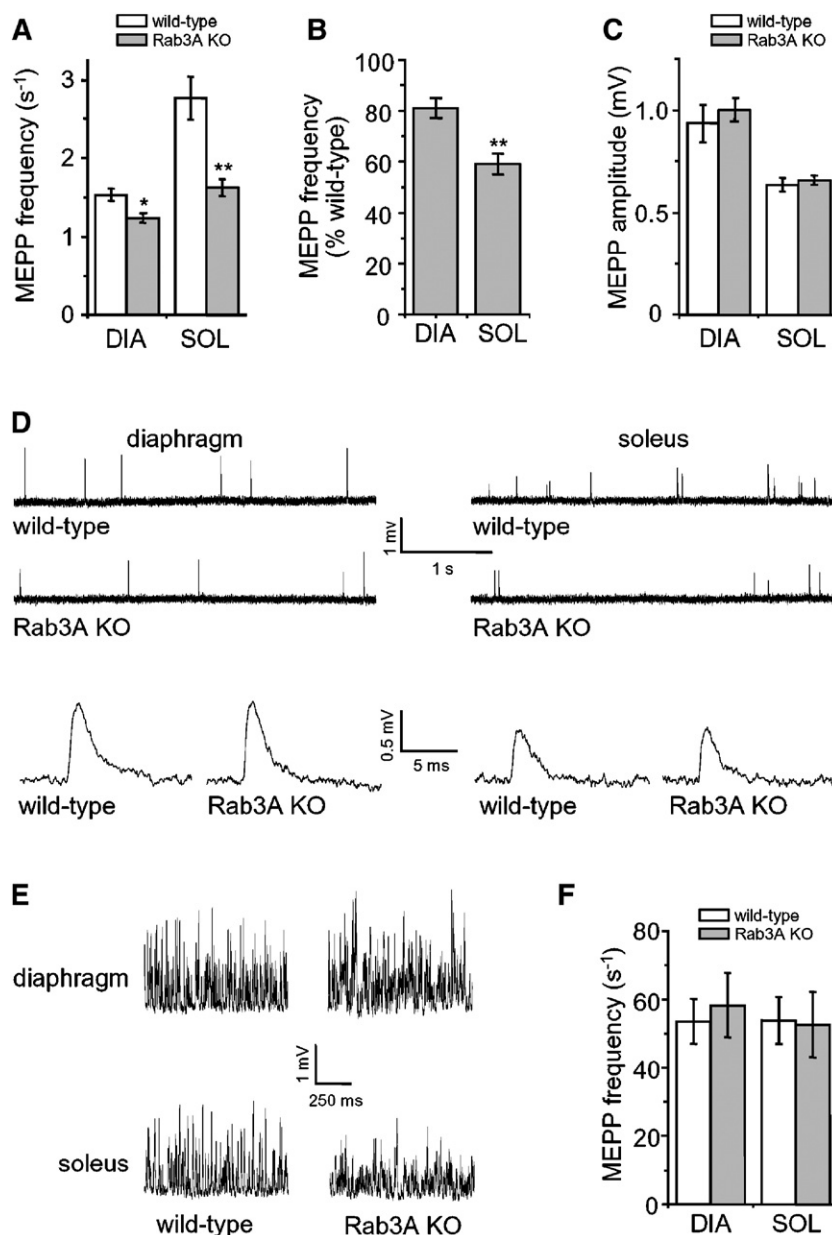 A
wild-type
Rab3A KO
MEPP frequency (s-1)
3
2
1
0
*
**
DIA
SOL
B
MEPP frequency
(% wild-type)
100
80
60
40
20
0
**
DIA
SOL
C
wild-type
Rab3A KO
MEPP amplitude (mV)
1.0
0.5
0
DIA
SOL
D
diaphragm
soleus
wild-type
wild-type
1 mv
1 s
Rab3A KO
Rab3A KO
0.5 mV
5 ms
wild-type
Rab3A KO
wild-type
Rab3A KO
E
diaphragm
1 mV
250 ms
soleus
wild-type
Rab3A KO
F
wild-type
Rab3A KO
MEPP frequency (s-1)
80
60
40
20
0
DIA
SOL